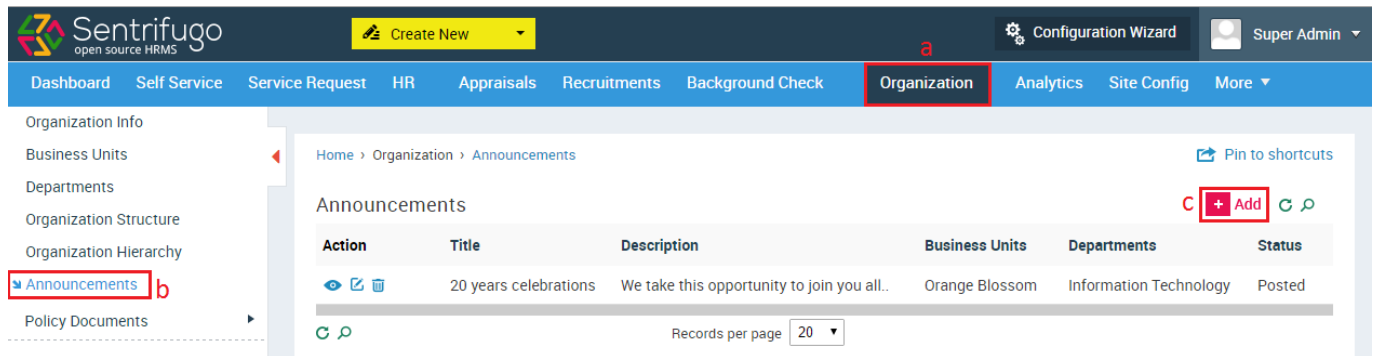 Sentrifugo
open source HRMS
Create New
Configuration Wizard
Super Admin
a
Dashboard Self Service Service Request HR Appraisals Recruitments Background Check Organization Analytics Site Config More
Organization Info
Business Units
Departments
Organization Structure
Organization Hierarchy
Announcements b
Policy Documents
Home › Organization › Announcements
Pin to shortcuts
Announcements
c + Add
Action Title Description Business Units Departments Status
20 years celebrations We take this opportunity to join you all.. Orange Blossom Information Technology Posted
Records per page 20